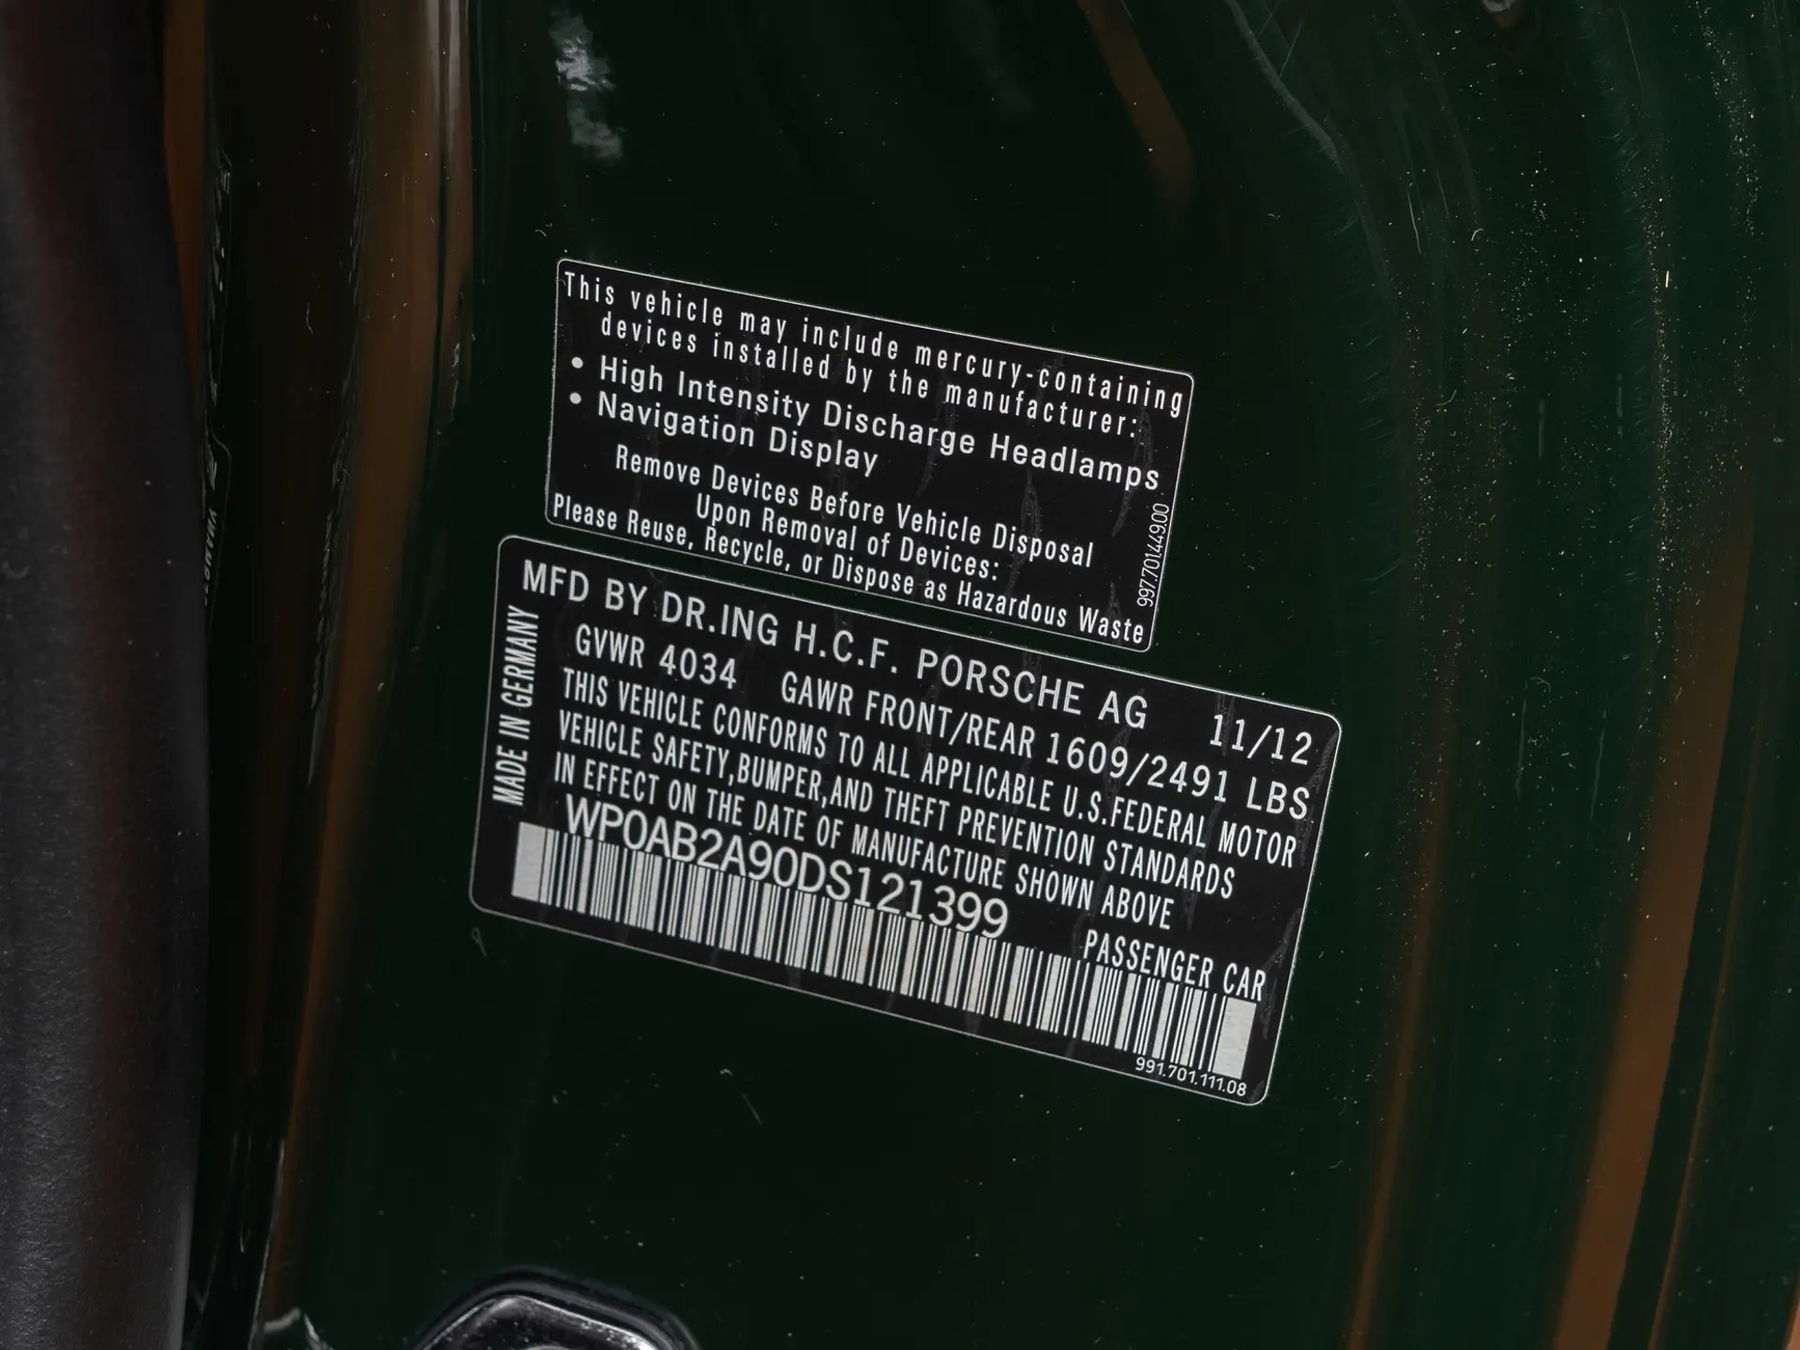 This vehicle may include mercury-containing
devices installed by the manufacturer:
• High Intensity Discharge Headlamps
• Navigation Display
Remove Devices Before Vehicle Disposal
Upon Removal of Devices:
Please Reuse, Recycle, or Dispose as Hazardous Waste
997.701.449.00
MFD BY DR.ING H.C.F. PORSCHE AG 11/12
GVWR 4034 GAWR FRONT/REAR 1609/2491 LBS
THIS VEHICLE CONFORMS TO ALL APPLICABLE U.S.FEDERAL MOTOR
VEHICLE SAFETY,BUMPER,AND THEFT PREVENTION STANDARDS
IN EFFECT ON THE DATE OF MANUFACTURE SHOWN ABOVE
WP0AB2A90DS121399
PASSENGER CAR
991.701.111.08
MADE IN GERMANY